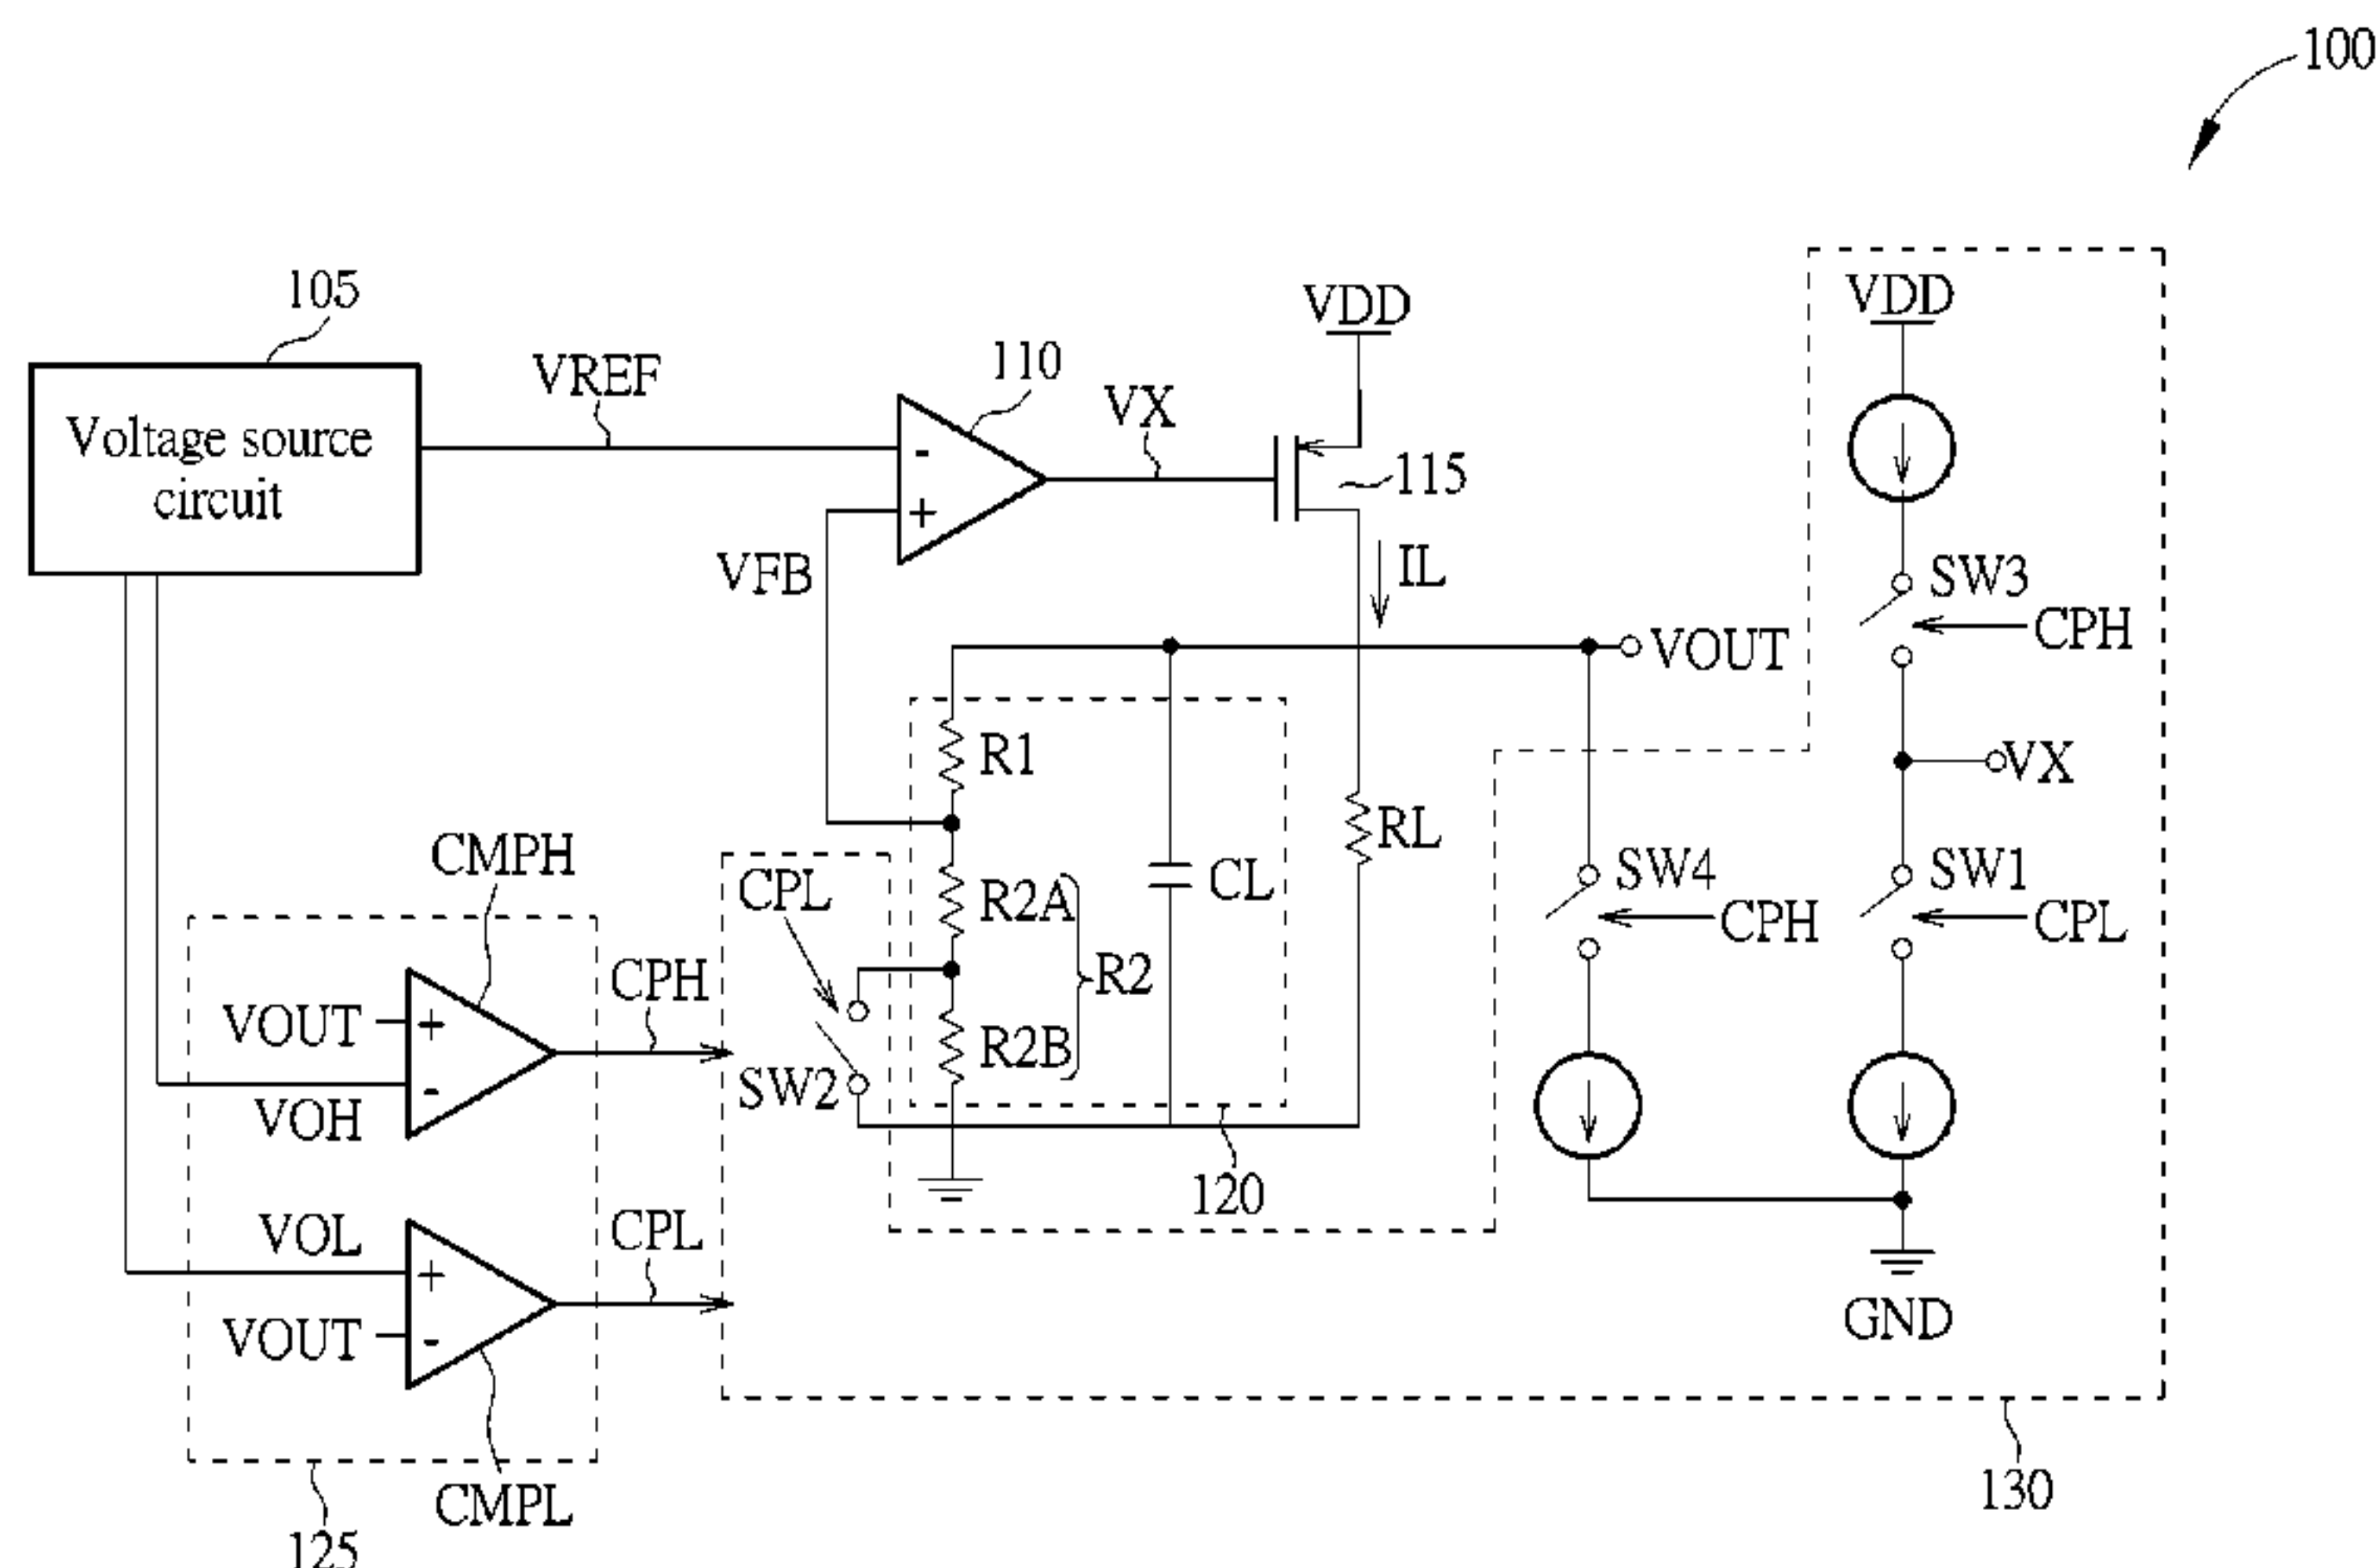 100
105
Voltage source
circuit
VREF
110
VX
VDD
115
IL
VFB
VOUT
VDD
SW3
CPH
VX
R1
R2A
R2
R2B
CL
RL
SW4
CPH
SW1
CPL
CMPH
CPL
CPH
VOUT
+
-
VOH
SW2
120
VOL
CPL
+
VOUT
-
GND
CMPL
125
130
-
+